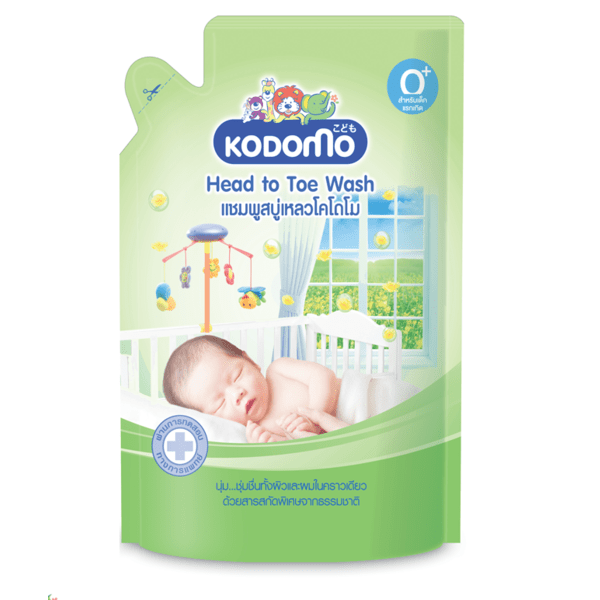 0+
สำหรับเด็ก
แรกเกิด
こども
KODOMO
Head to Toe Wash
แชมพูสบู่เหลวโคโดโม
ผ่านการทดสอบ
ทางการแพทย์
นุ่ม...ชุ่มชื่นทั้งผิวและผมในคราวเดียว
ด้วยสารสกัดพิเศษจากธรรมชาติ